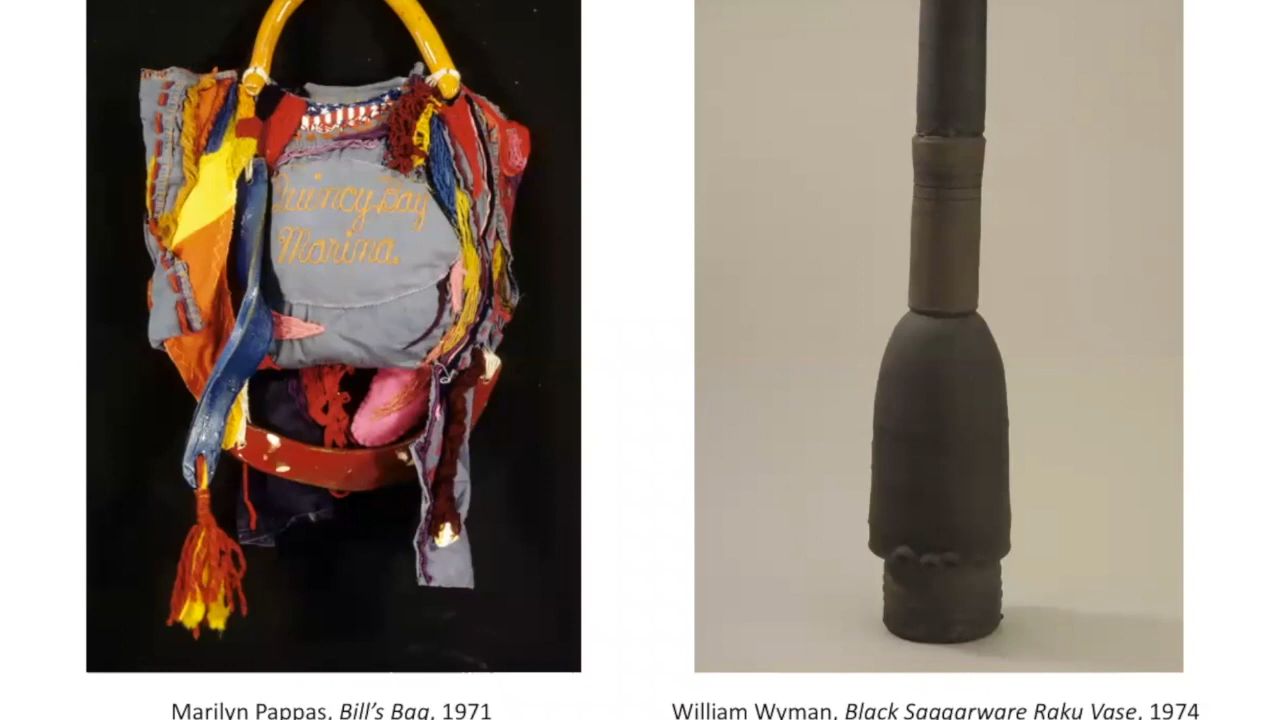 Quincy Bay
Marina.
Marilyn Pappas, Bill's Bag, 1971
William Wyman, Black Saggarware Raku Vase, 1974